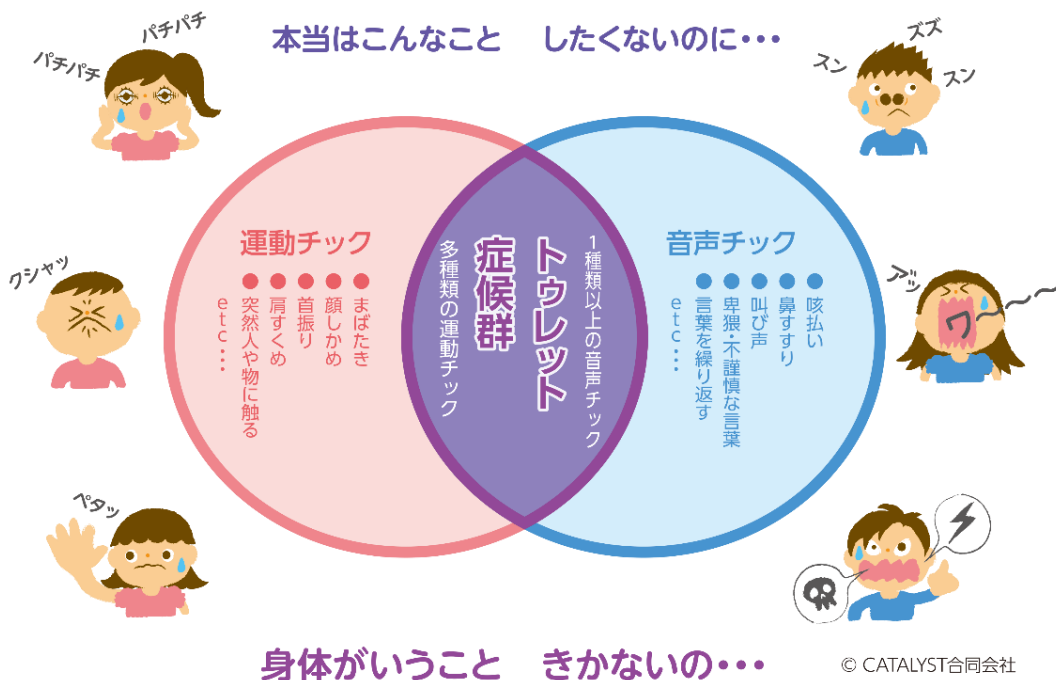 本当はこんなこと したくないのに・・・
パチパチ
パチパチ
ズズ
スン
スン
クシャッ
アッ
ワ
ペタッ
運動チック
●まばたき
●顔しかめ
●首振り
●肩すくめ
●突然人や物に触る
etc・・・
1種類以上の音声チック
トゥレット
症候群
多種類の運動チック
音声チック
●咳払い
●鼻すすり
●叫び声
●卑猥・不謹慎な言葉
●言葉を繰り返す
etc・・・
身体がいうこと きかないの・・・
© CATALYST合同会社